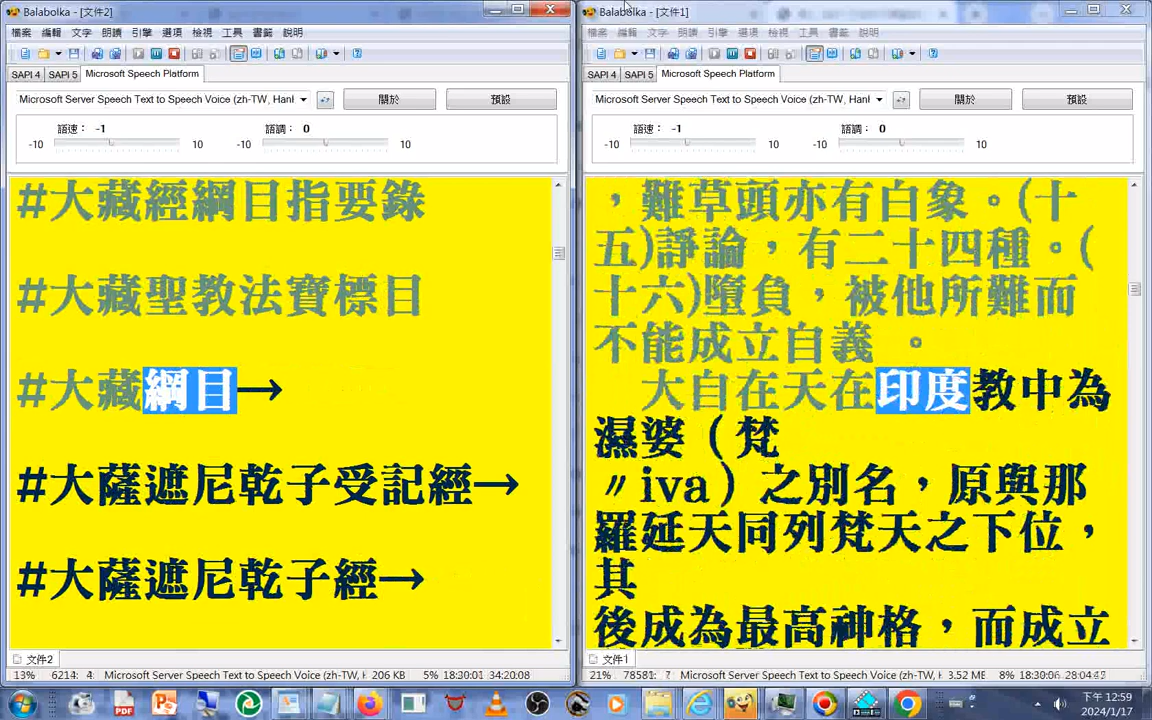 Balabolka - [文件2]
檔案 編輯 文字 朗讀 引擎 選項 檢視 工具 書籤 說明
SAPI 4 SAPI 5 Microsoft Speech Platform
Microsoft Server Speech Text to Speech Voice (zh-TW, Hanl
關於 預設
語速： -1 語調： 0
-10 10 -10 10
#大藏經綱目指要錄
#大藏聖教法寶標目
#大藏綱目→
#大薩遮尼乾子受記經→
#大薩遮尼乾子經→
文件2
13% 6214: 4: Microsoft Server Speech Text to Speech Voice (zh-TW, H 206 KB 5% 18:30:01 34:20:08
Balabolka - [文件1]
檔案 編輯 文字 朗讀 引擎 選項 檢視 工具 書籤 說明
SAPI 4 SAPI 5 Microsoft Speech Platform
Microsoft Server Speech Text to Speech Voice (zh-TW, Hanl
關於 預設
語速： -1 語調： 0
-10 10 -10 10
，難草頭亦有白象。(十
五)諍論，有二十四種。(
十六)墮負，被他所難而
不能成立自義 。
大自在天在印度教中為
濕婆（梵
〃iva）之別名，原與那
羅延天同列梵天之下位，
其
後成為最高神格，而成立
文件1
21% 78581: 7 Microsoft Server Speech Text to Speech Voice (zh-TW, H 3.52 MB 8% 18:30:06
下午 12:59
2024/1/17